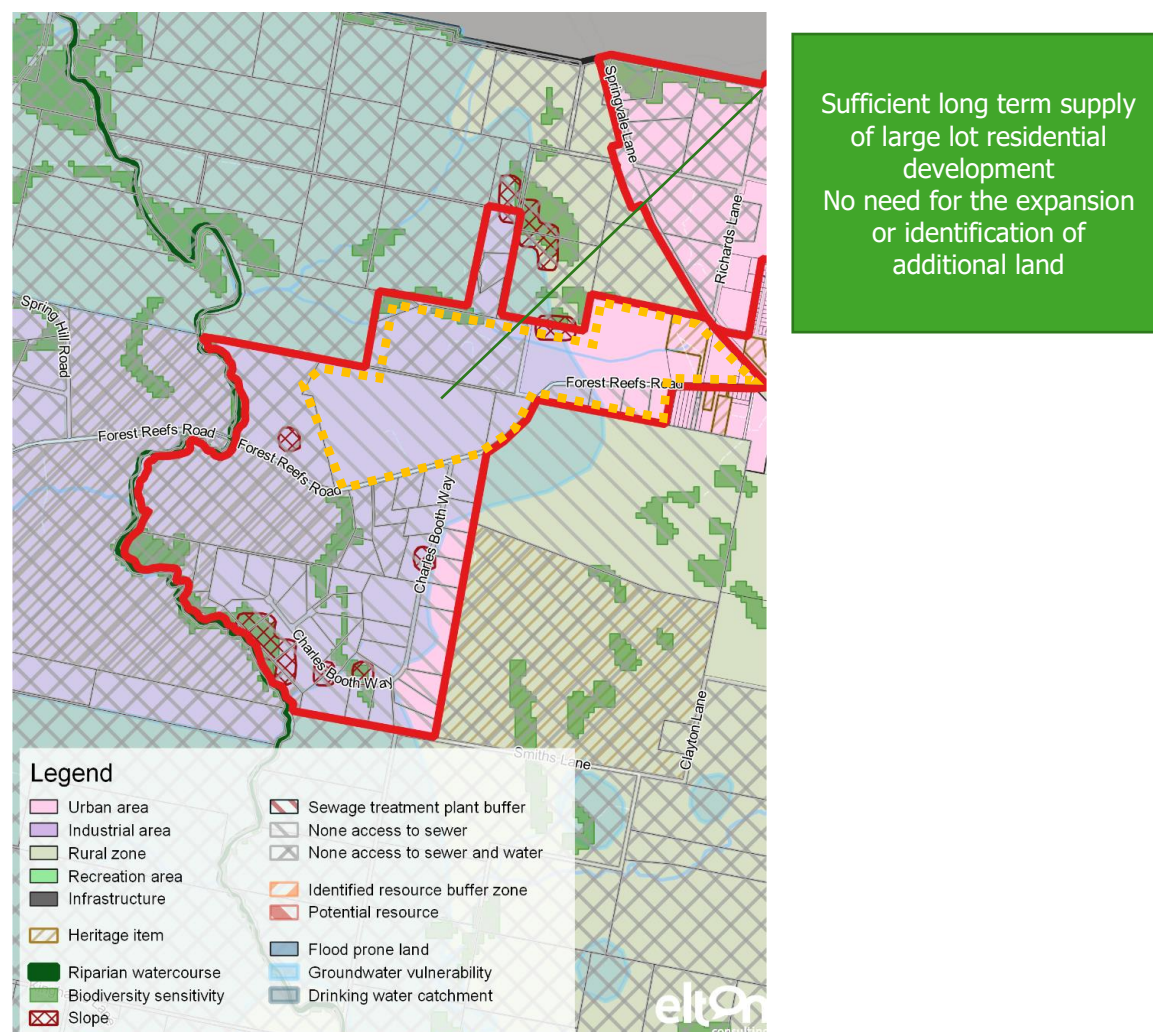 Springvale Lane
Richards Lane
Spring Hill Road
Forest Reefs Road
Forest Reefs Road
Forest Reefs Road
Charles Booth Way
Charles Booth Way
Clayton Lane
Smiths Lane
Sufficient long term supply
of large lot residential
development
No need for the expansion
or identification of
additional land
Legend
Urban area
Industrial area
Rural zone
Recreation area
Infrastructure
Heritage item
Riparian watercourse
Biodiversity sensitivity
Slope
Sewage treatment plant buffer
None access to sewer
None access to sewer and water
Identified resource buffer zone
Potential resource
Flood prone land
Groundwater vulnerability
Drinking water catchment
elton
consulting